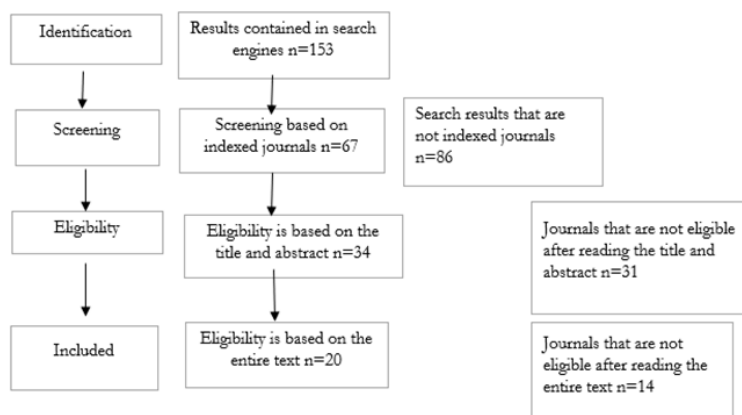 Identification
Results contained in search
engines n=153
Screening
Screening based on
indexed journals n=67
Search results that are
not indexed journals
n=86
Eligibility
Eligibility is based on the
title and abstract n=34
Journals that are not eligible
after reading the title and
abstract n=31
Included
Eligibility is based on the
entire text n=20
Journals that are not
eligible after reading the
entire text n=14